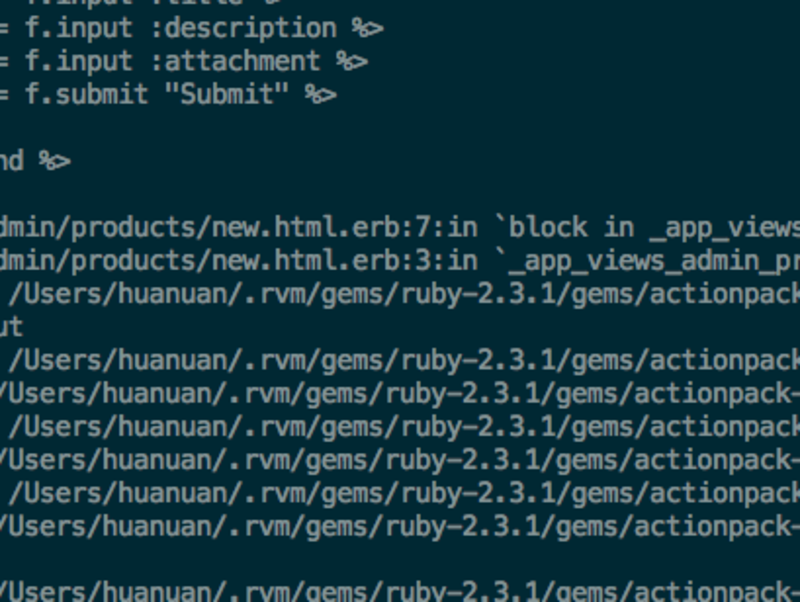 = f.input :title %>
= f.input :description %>
= f.input :attachment %>
= f.submit "Submit" %>
nd %>
dmin/products/new.html.erb:7:in `block in _app_views
dmin/products/new.html.erb:3:in `_app_views_admin_pr
/Users/huanuan/.rvm/gems/ruby-2.3.1/gems/actionpack
ut
/Users/huanuan/.rvm/gems/ruby-2.3.1/gems/actionpack
/Users/huanuan/.rvm/gems/ruby-2.3.1/gems/actionpack-
/Users/huanuan/.rvm/gems/ruby-2.3.1/gems/actionpack
/Users/huanuan/.rvm/gems/ruby-2.3.1/gems/actionpack-
/Users/huanuan/.rvm/gems/ruby-2.3.1/gems/actionpack
/Users/huanuan/.rvm/gems/ruby-2.3.1/gems/actionpack-
/Users/huanuan/.rvm/gems/ruby-2.3.1/gems/actionpack-